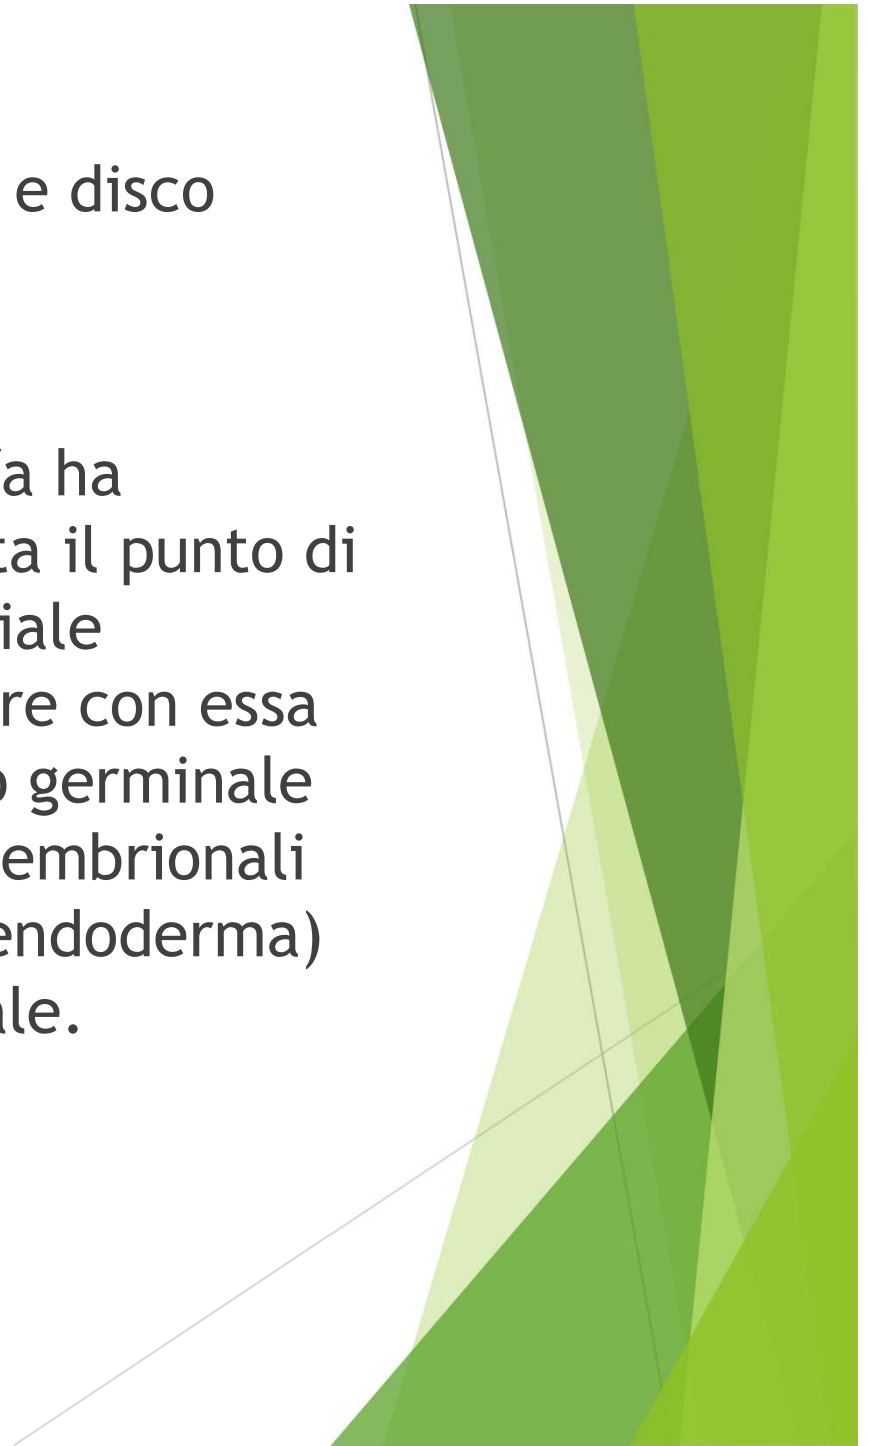 e disco
a ha
ta il punto di
iale
re con essa
o germinale
embrionali
endoderma)
ale.